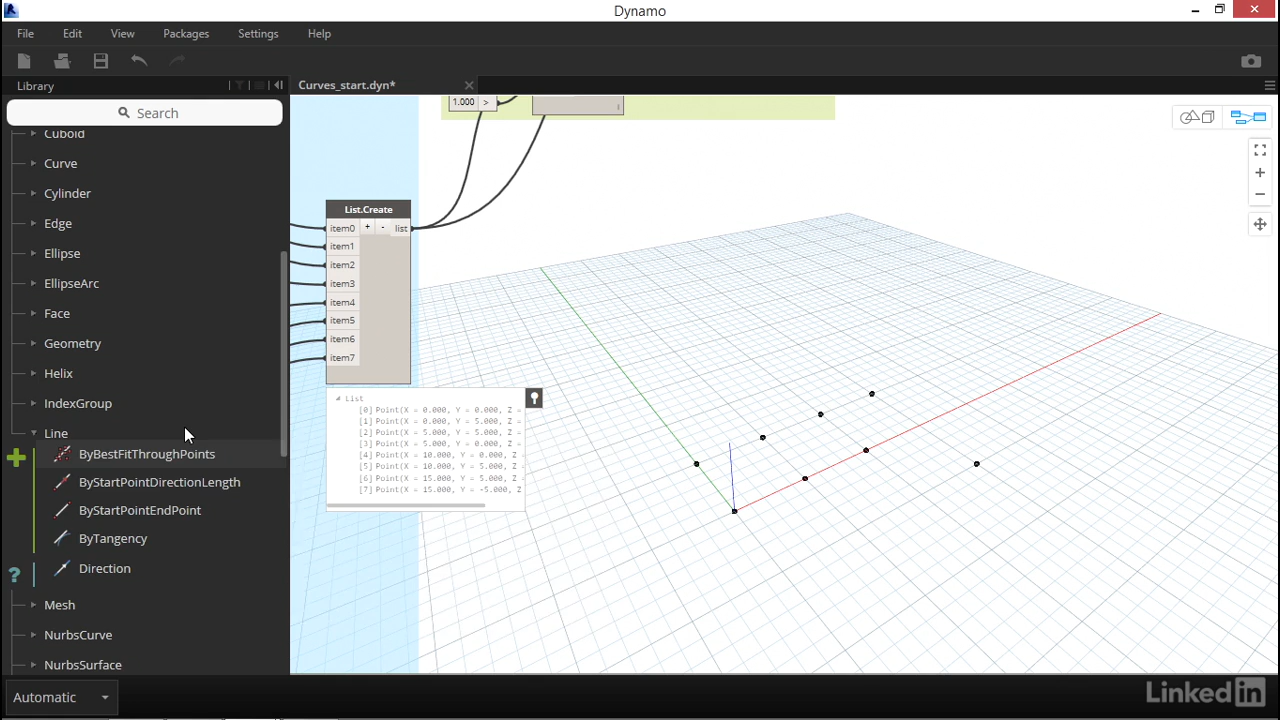 Dynamo
File Edit View Packages Settings Help
Library
Curves_start.dyn*
Search
Cuboid
Curve
Cylinder
Edge
Ellipse
EllipseArc
Face
Geometry
Helix
IndexGroup
Line
ByBestFitThroughPoints
ByStartPointDirectionLength
ByStartPointEndPoint
ByTangency
Direction
Mesh
NurbsCurve
NurbsSurface
Automatic
1.000 >
List.Create
item0 + - list
item1
item2
item3
item4
item5
item6
item7
List
[0] Point(X = 0.000, Y = 0.000, Z =
[1] Point(X = 0.000, Y = 5.000, Z =
[2] Point(X = 5.000, Y = 5.000, Z =
[3] Point(X = 5.000, Y = 0.000, Z =
[4] Point(X = 10.000, Y = 0.000, Z
[5] Point(X = 10.000, Y = 5.000, Z
[6] Point(X = 15.000, Y = 5.000, Z
[7] Point(X = 15.000, Y = -5.000, Z
LinkedIn